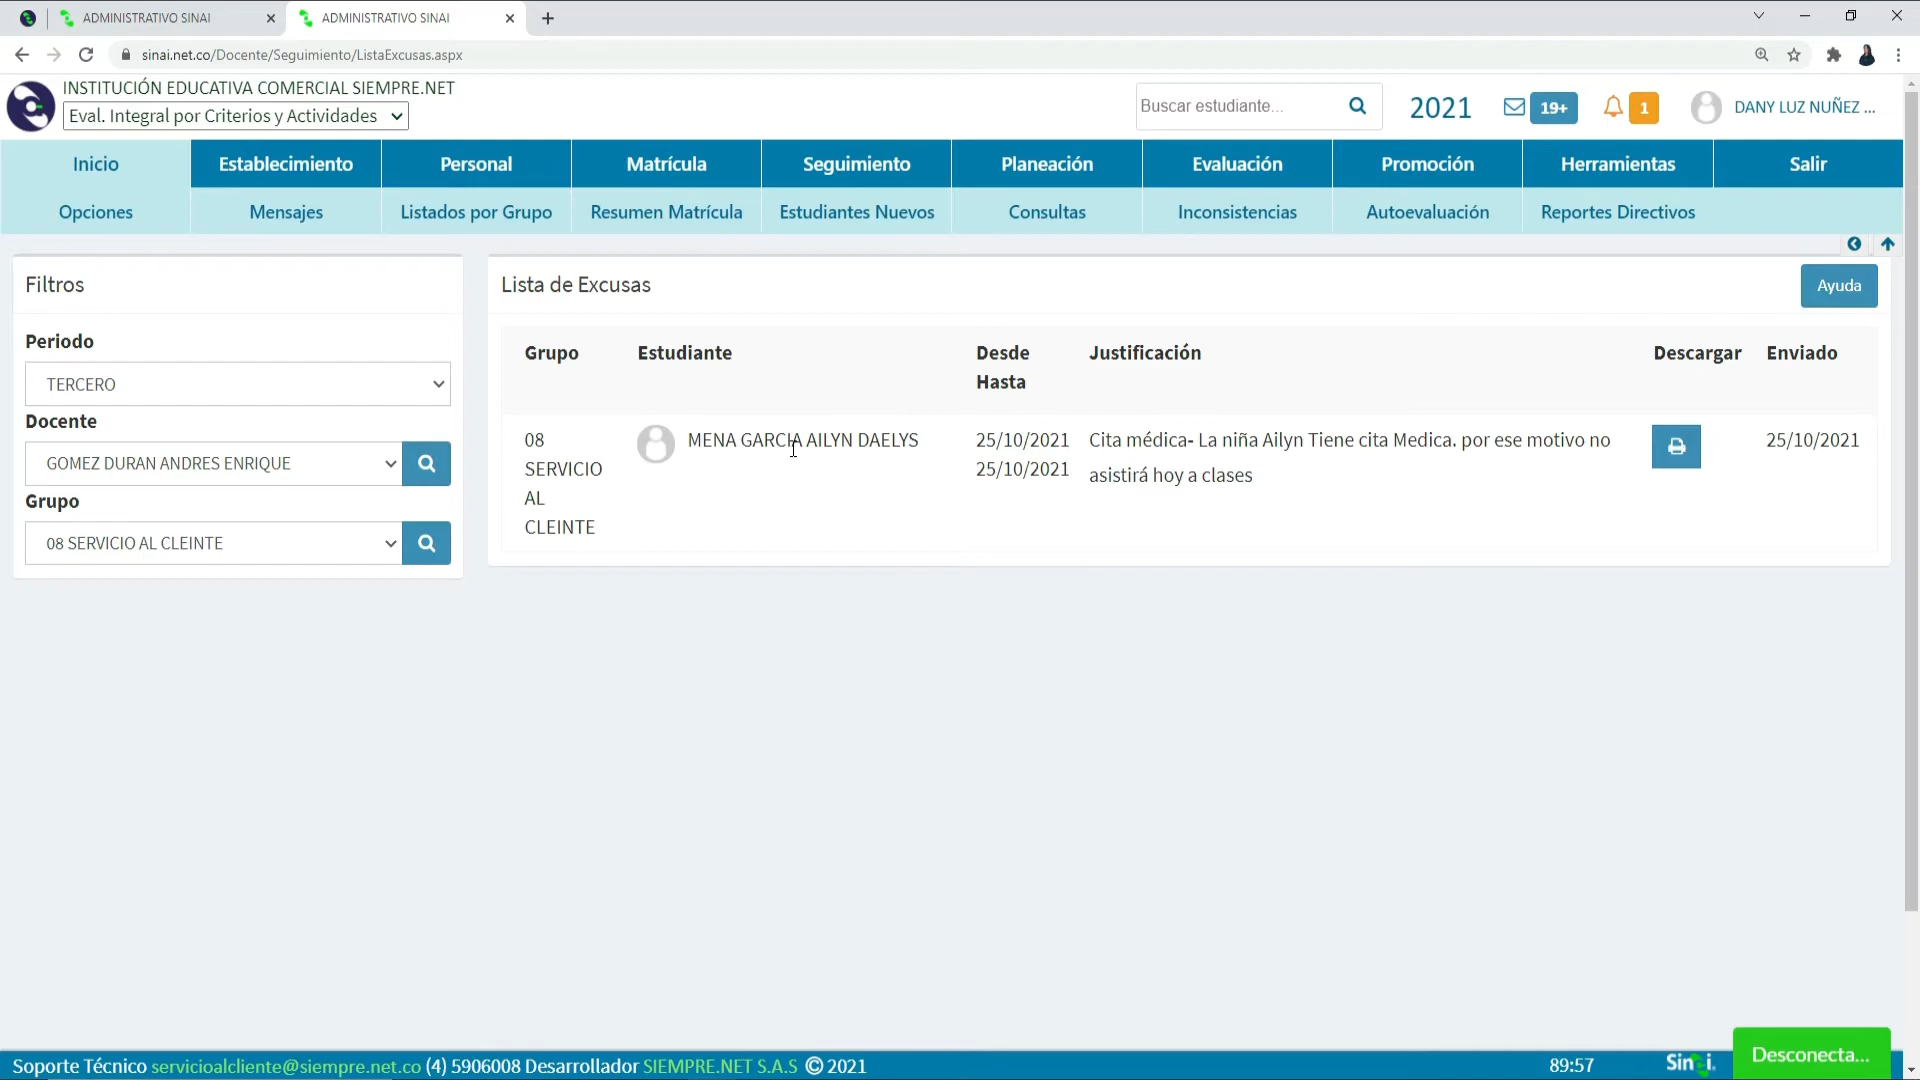 ADMINISTRATIVO SINAI
ADMINISTRATIVO SINAI
sinai.net.co/Docente/Seguimiento/ListaExcusas.aspx
INSTITUCIÓN EDUCATIVA COMERCIAL SIEMPRE.NET
Eval. Integral por Criterios y Actividades
Buscar estudiante...
2021
19+
1
DANY LUZ NUÑEZ ...
Inicio
Establecimiento
Personal
Matrícula
Seguimiento
Planeación
Evaluación
Promoción
Herramientas
Salir
Opciones
Mensajes
Listados por Grupo
Resumen Matrícula
Estudiantes Nuevos
Consultas
Inconsistencias
Autoevaluación
Reportes Directivos
Filtros
Periodo
TERCERO
Docente
GOMEZ DURAN ANDRES ENRIQUE
Grupo
08 SERVICIO AL CLEINTE
Lista de Excusas
Ayuda
Grupo
Estudiante
Desde
Hasta
Justificación
Descargar
Enviado
08
SERVICIO
AL
CLEINTE
MENA GARCIA AILYN DAELYS
25/10/2021
25/10/2021
Cita médica- La niña Ailyn Tiene cita Medica. por ese motivo no
asistirá hoy a clases
25/10/2021
Soporte Técnico servicioalcliente@siempre.net.co (4) 5906008 Desarrollador SIEMPRE.NET S.A.S © 2021
89:57
Sinai.
Desconecta...